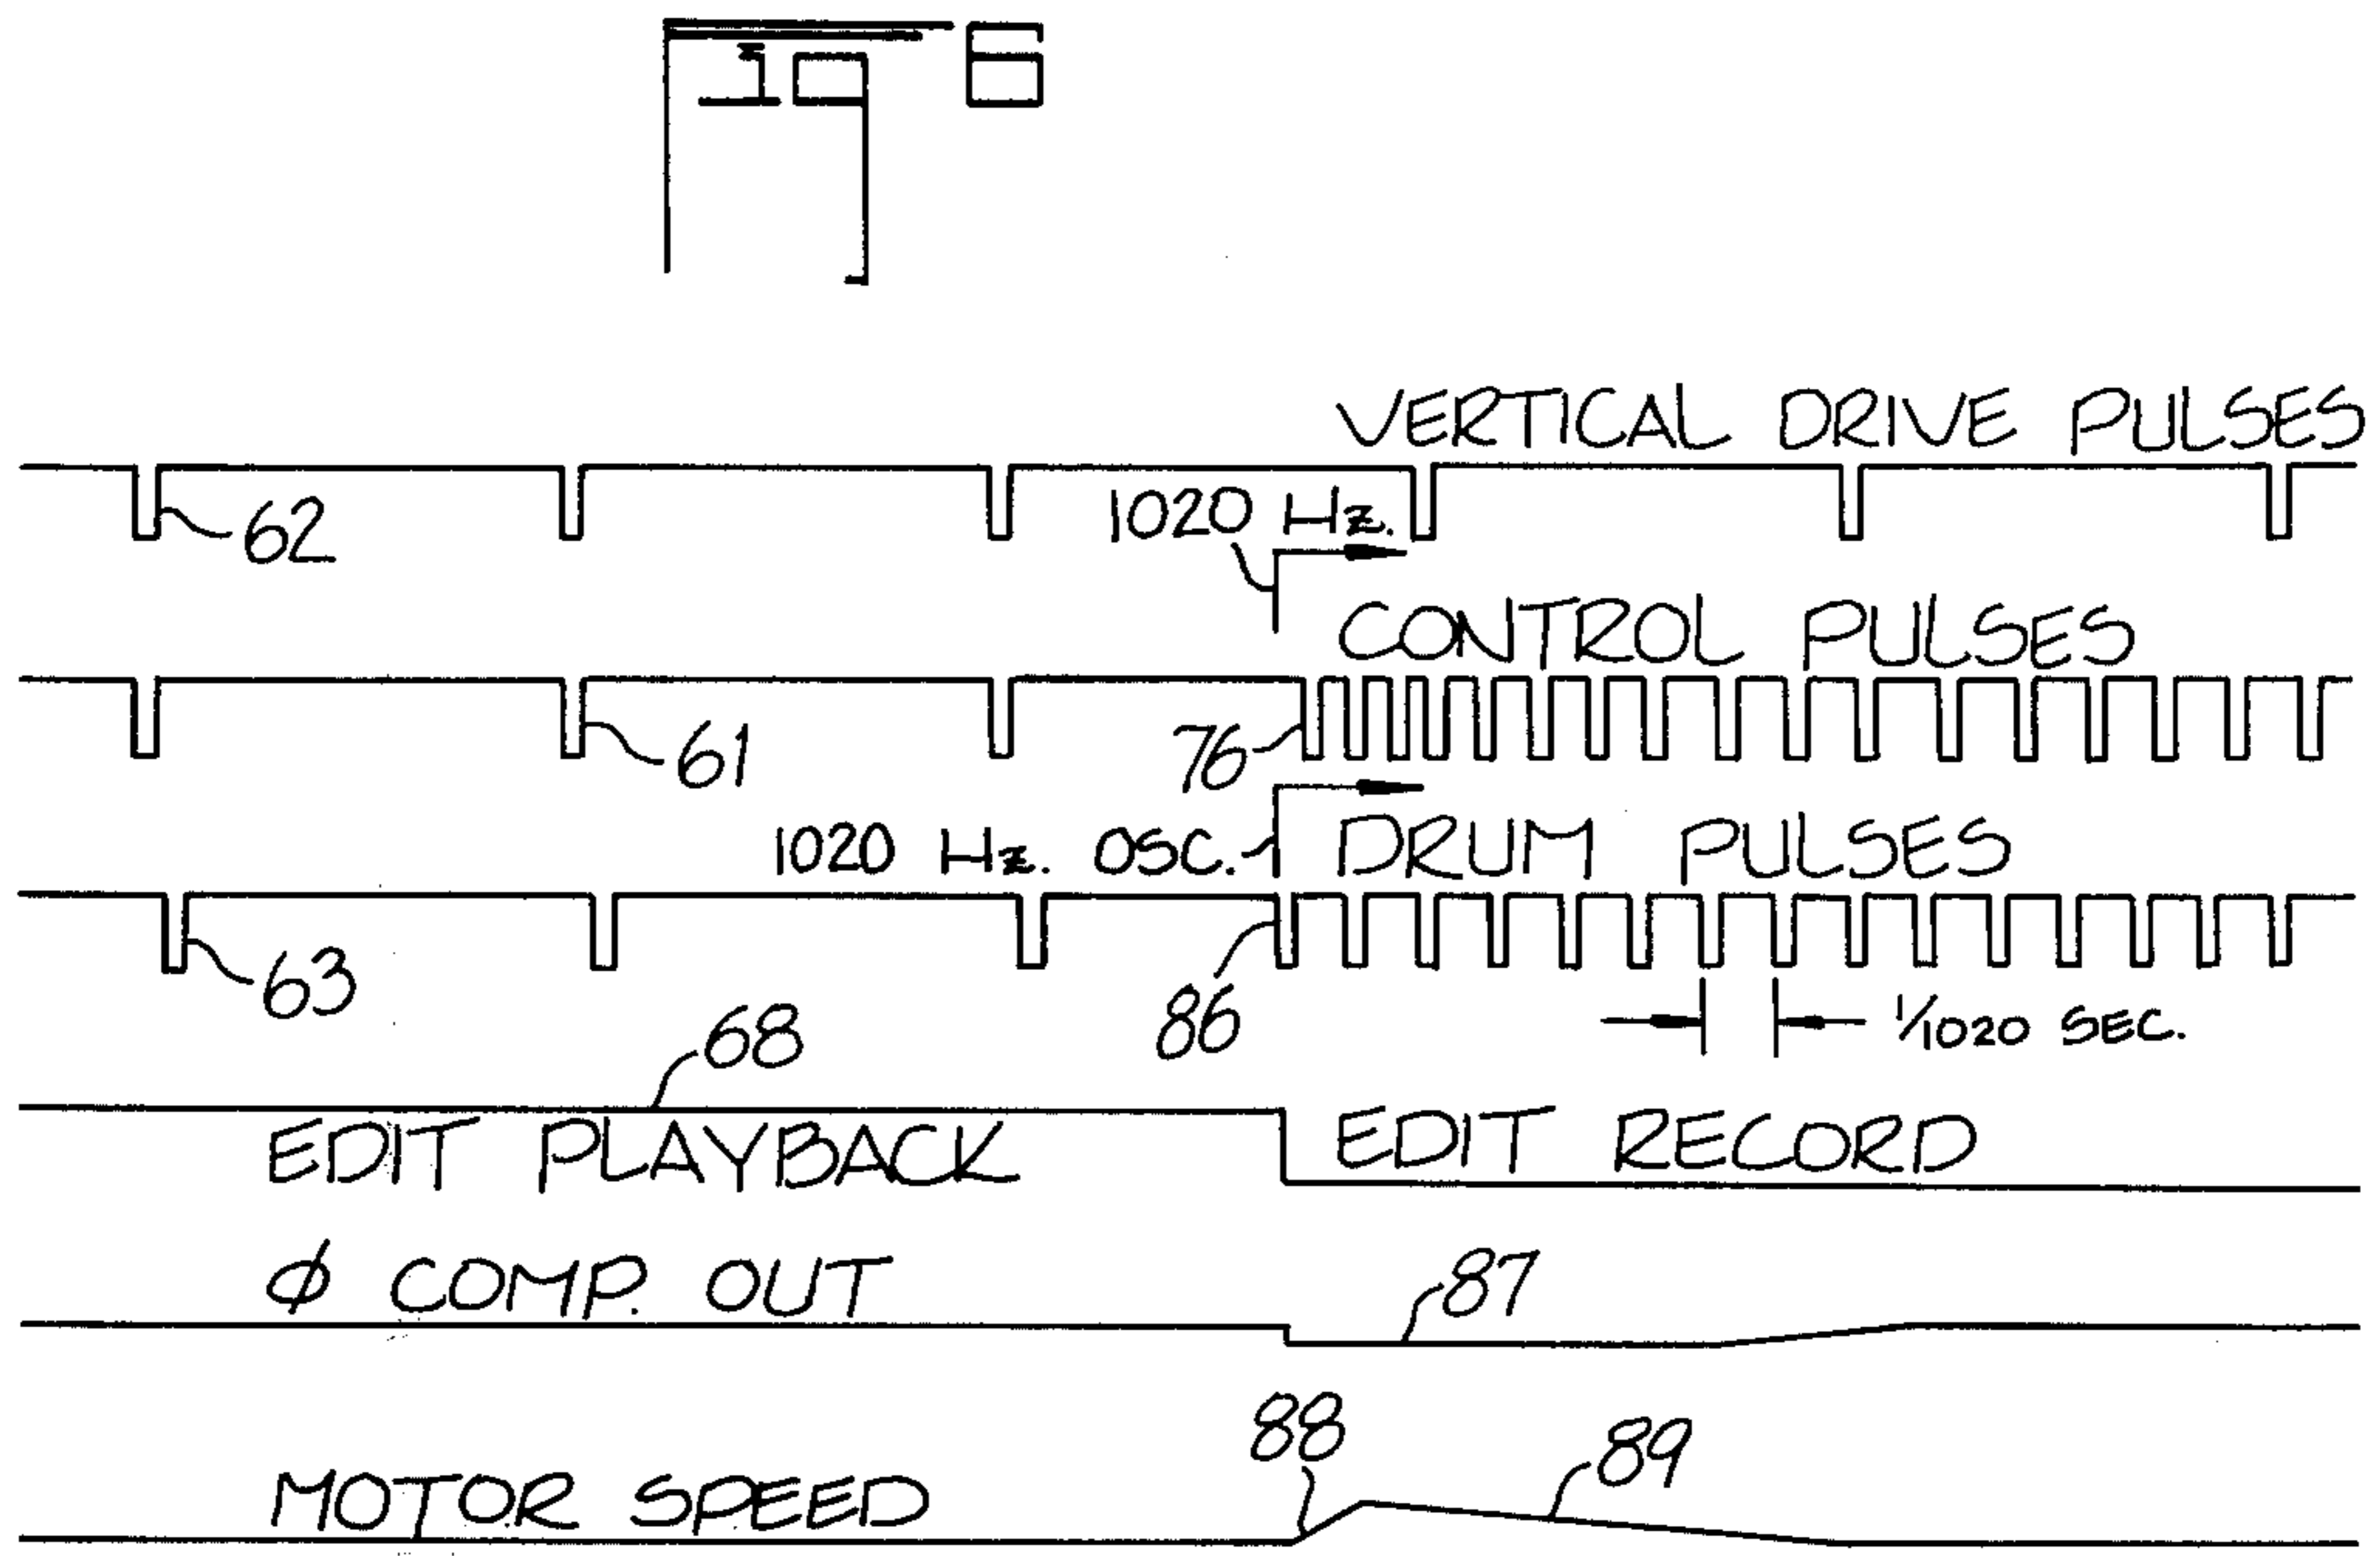 Fig 6
VERTICAL DRIVE PULSES
62
1020 Hz.
CONTROL PULSES
61
76
1020 Hz. OSC.
DRUM PULSES
63
86
1/1020 SEC.
68
EDIT PLAYBACK
EDIT RECORD
φ COMP. OUT
87
88
89
MOTOR SPEED